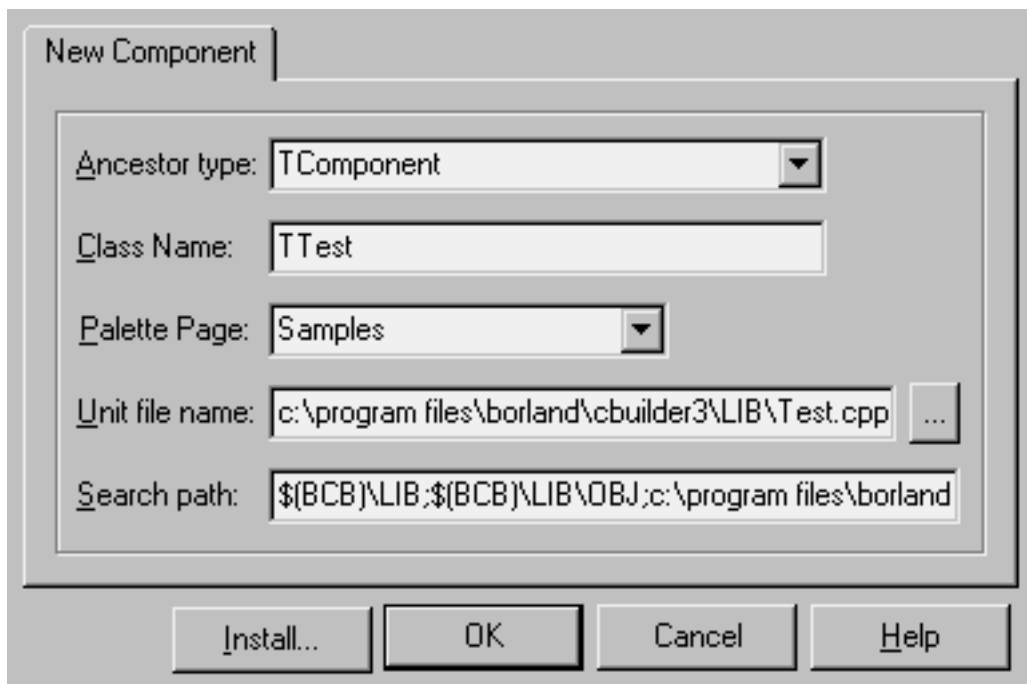 New Component
Ancestor type: TComponent
Class Name: TTest
Palette Page: Samples
Unit file name: c:\program files\borland\cbuilder3\LIB\Test.cpp ...
Search path: $(BCB)\LIB;$(BCB)\LIB\OBJ;c:\program files\borland
Install... OK Cancel Help